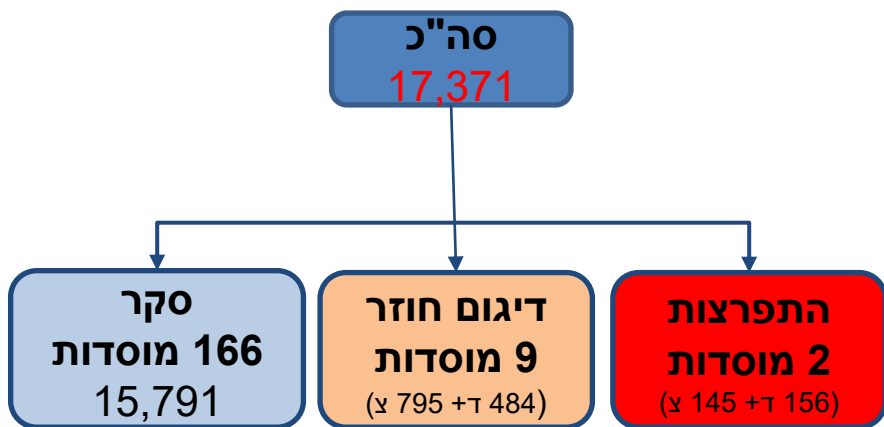 סה"כ
17,371
התפרצות
2 מוסדות
(156 ד+ 145 צ)
דיגום חוזר
9 מוסדות
(484 ד+ 795 צ)
סקר
166 מוסדות
15,791